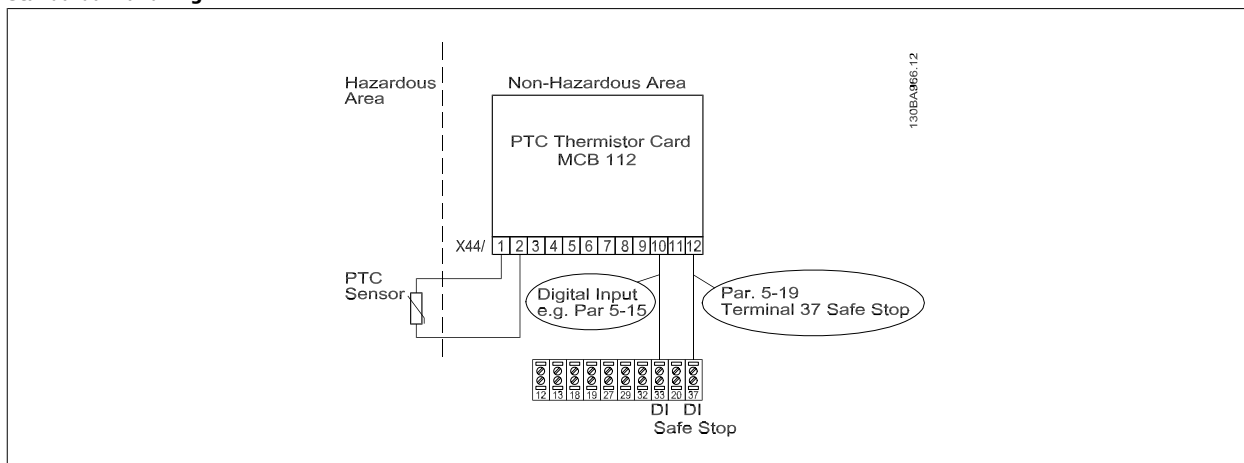 130BA966.12
Hazardous
Area
Non-Hazardous Area
PTC Thermistor Card
MCB 112
X44/ 1 2 3 4 5 6 7 8 9 10 11 12
PTC
Sensor
Digital Input
e.g. Par 5-15
Par. 5-19
Terminal 37 Safe Stop
12 13 18 19 27 29 32 33 20 37
DI DI
Safe Stop